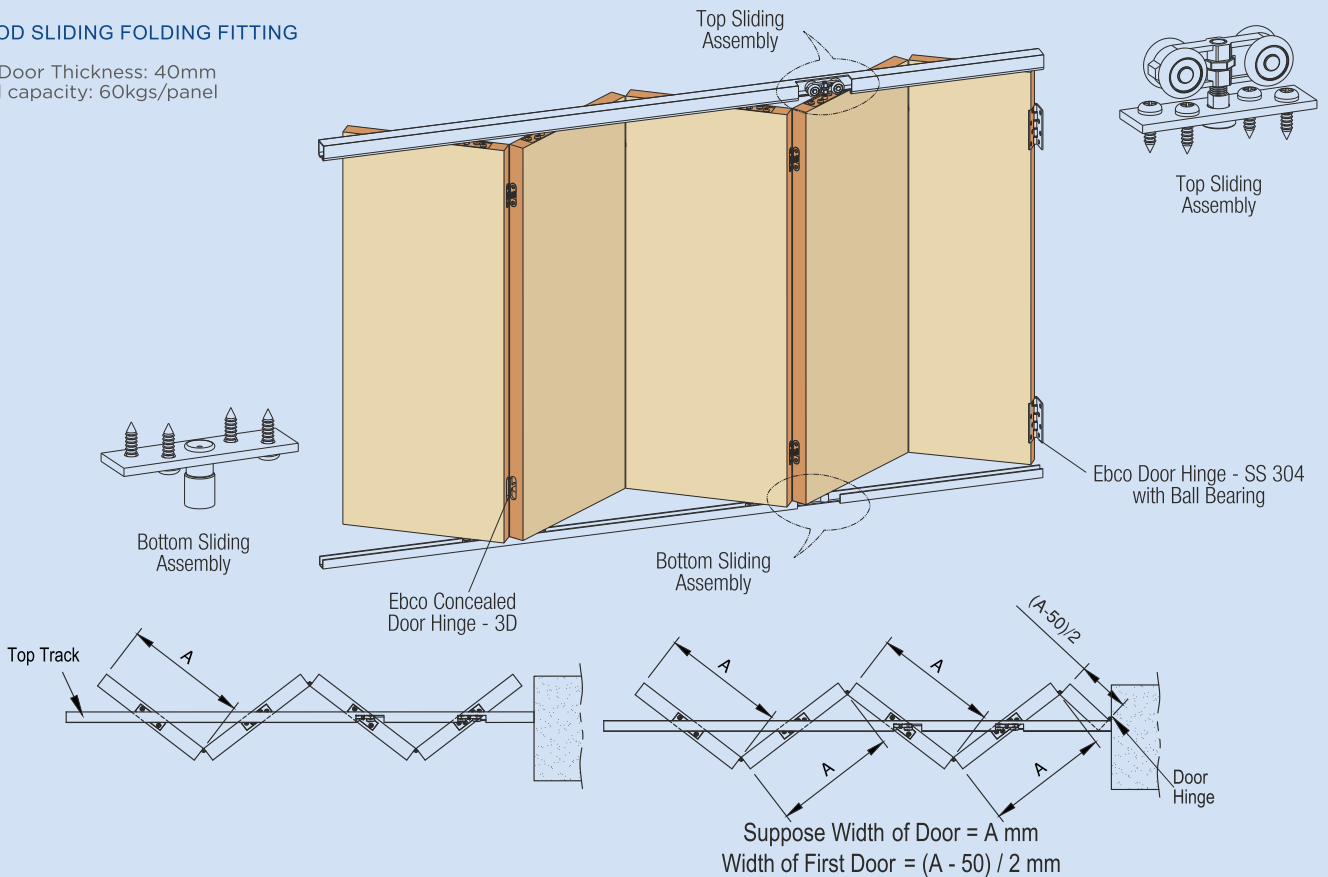 OD SLIDING FOLDING FITTING
Door Thickness: 40mm
capacity: 60kgs/panel
Top Sliding
Assembly
Top Sliding
Assembly
Ebco Door Hinge - SS 304
with Ball Bearing
Bottom Sliding
Assembly
Bottom Sliding
Assembly
Ebco Concealed
Door Hinge - 3D
Top Track
A
A
A
(A-50)/2
A
A
Door
Hinge
Suppose Width of Door = A mm
Width of First Door = (A - 50) / 2 mm